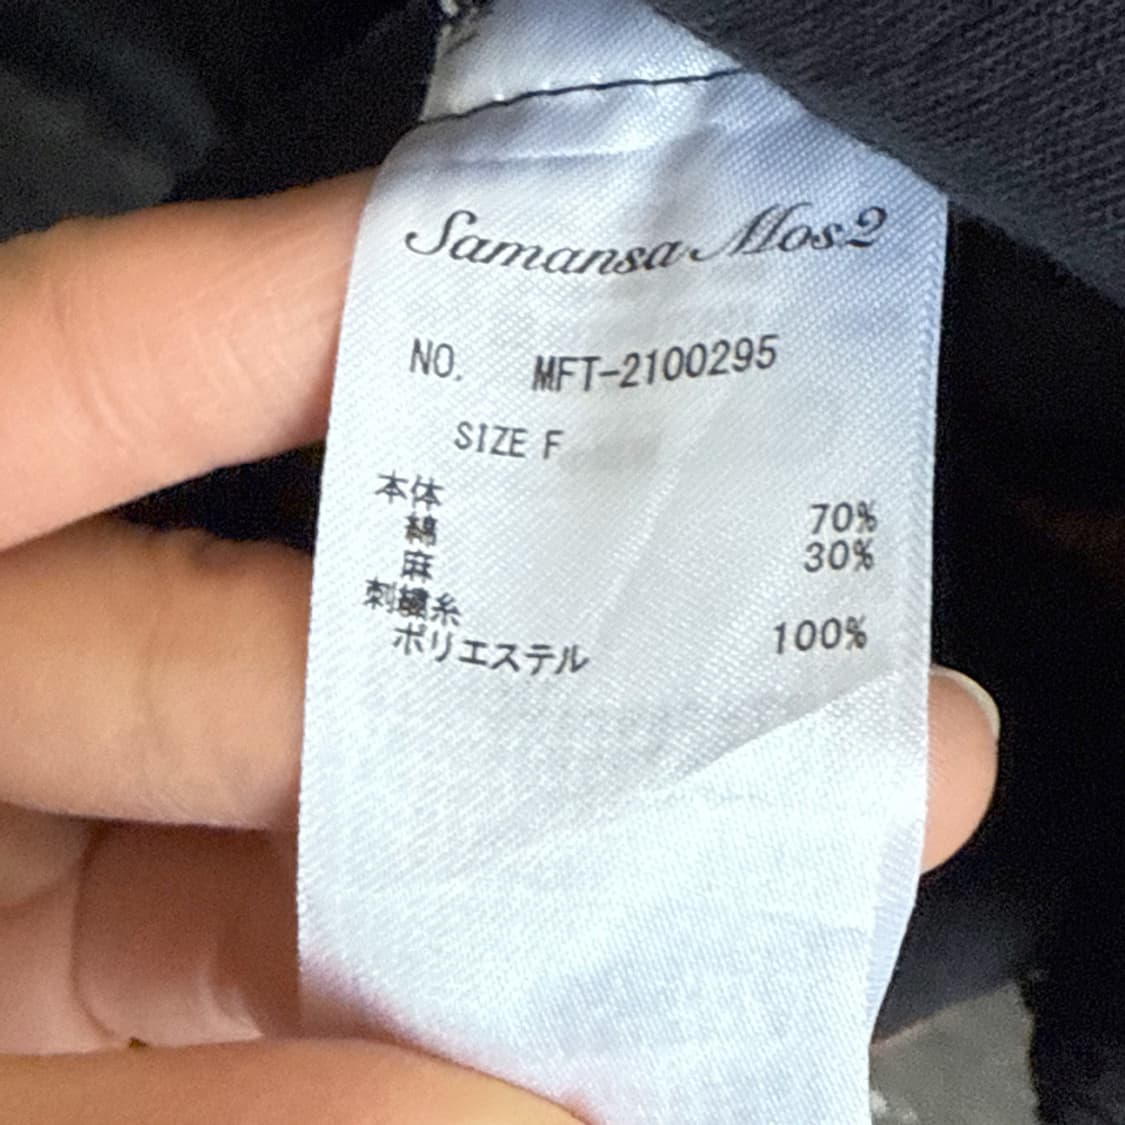 Samansa Mos2
NO. MFT-2100295
SIZE F
本体
綿 70%
麻 30%
刺繍糸
ポリエステル 100%